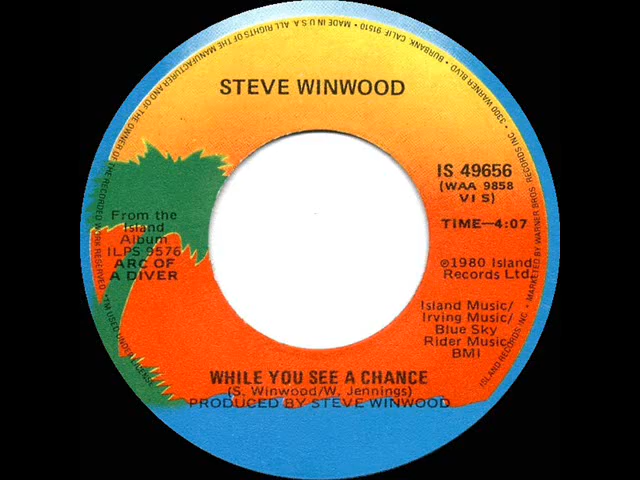 STEVE WINWOOD
IS 49656
(WAA 9858
VI S)
TIME—4:07
From the
Island
Album
ILPS 9576
ARC OF
A DIVER
℗1980 Island
Records Ltd.
Island Music/
Irving Music/
Blue Sky
Rider Music
BMI
WHILE YOU SEE A CHANCE
(S. Winwood/W. Jennings)
PRODUCED BY STEVE WINWOOD
ALL RIGHTS OF THE MANUFACTURER AND OF THE OWNER OF THE RECORDED WORK RESERVED
MADE IN U.S.A.
ISLAND RECORDS INC. • MARKETED BY WARNER BROS.
3300 WARNER BLVD. • BURBANK, CALIF 91510 •